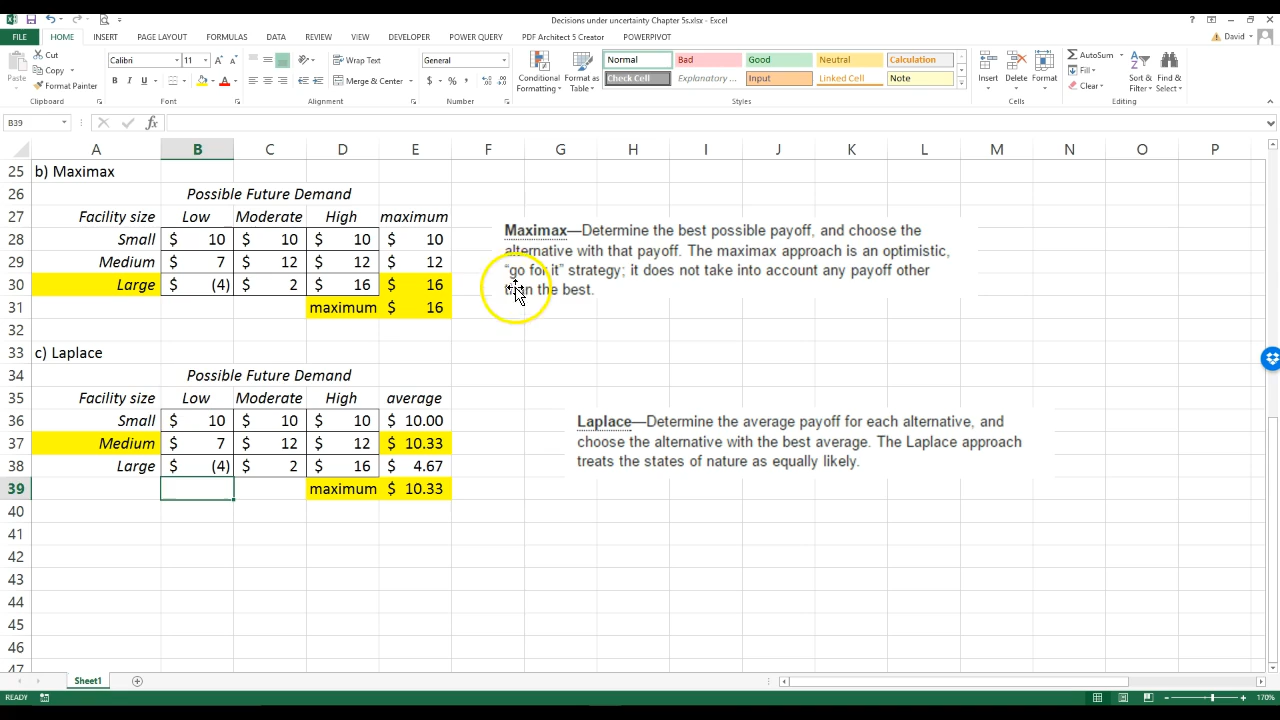 Decisions under uncertainty Chapter 5s.xlsx - Excel
FILE HOME INSERT PAGE LAYOUT FORMULAS DATA REVIEW VIEW DEVELOPER POWER QUERY PDF Architect 5 Creator POWERPIVOT David
Paste
Cut
Copy
Format Painter
Clipboard
Calibri 11
B I U A
Font
Wrap Text
Merge & Center
Alignment
General
$ % ,
Number
Conditional Formatting
Format as Table
Normal Bad Good Neutral Calculation
Check Cell Explanatory ... Input Linked Cell Note
Styles
Insert Delete Format
Cells
AutoSum
Fill
Clear
Sort & Filter
Find & Select
Editing
B39 fx
A B C D E F G H I J K L M N O P
25 b) Maximax
26 Possible Future Demand
27 Facility size Low Moderate High maximum
28 Small $ 10 $ 10 $ 10 $ 10
29 Medium $ 7 $ 12 $ 12 $ 12
30 Large $ (4) $ 2 $ 16 $ 16
31 maximum $ 16
Maximax—Determine the best possible payoff, and choose the
alternative with that payoff. The maximax approach is an optimistic,
“go for it” strategy; it does not take into account any payoff other
than the best.
32
33 c) Laplace
34 Possible Future Demand
35 Facility size Low Moderate High average
36 Small $ 10 $ 10 $ 10 $ 10.00
37 Medium $ 7 $ 12 $ 12 $ 10.33
38 Large $ (4) $ 2 $ 16 $ 4.67
39 maximum $ 10.33
Laplace—Determine the average payoff for each alternative, and
choose the alternative with the best average. The Laplace approach
treats the states of nature as equally likely.
40
41
42
43
44
45
46
47
Sheet1
READY 170%